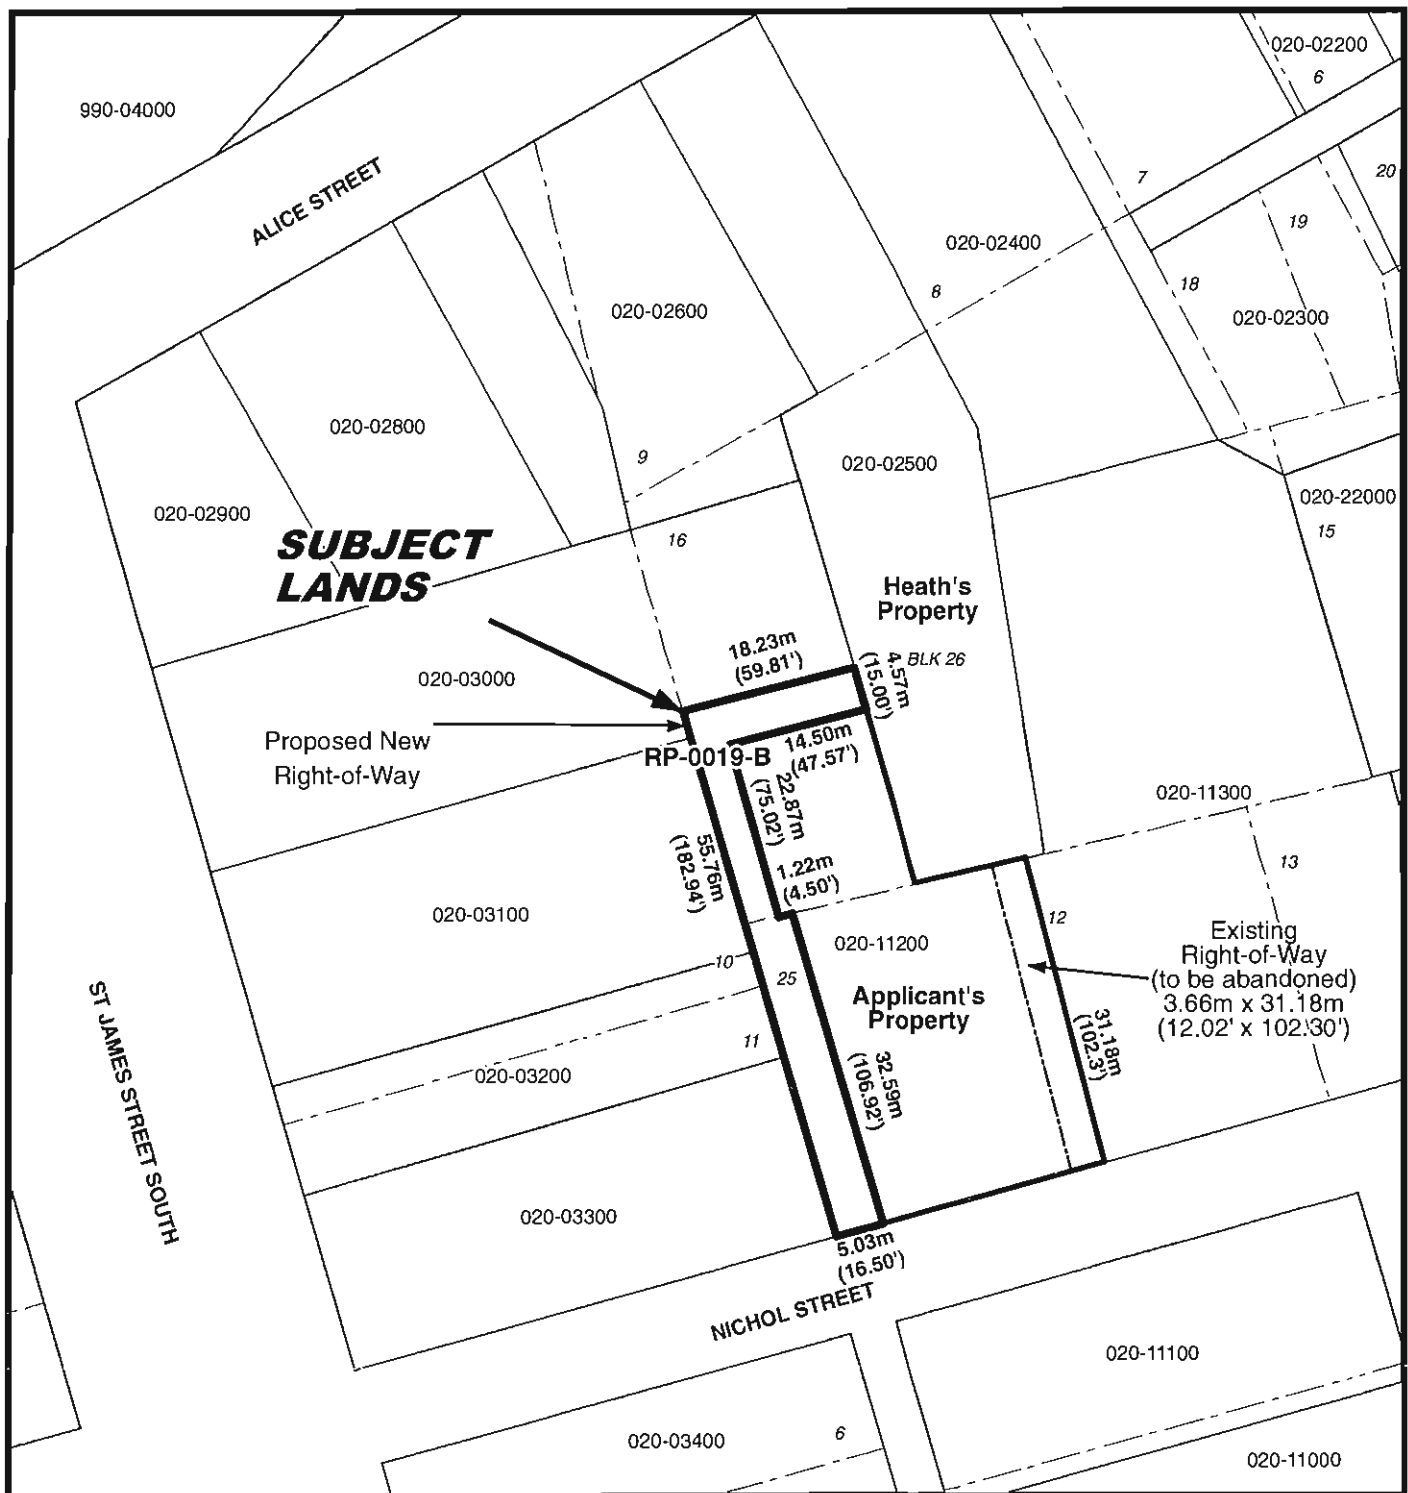 020-02200
6
990-04000
20
7
ALICE STREET
19
020-02400
18
8
020-02600
020-02300
020-02800
9
020-02500
020-22000
020-02900
15
SUBJECT
LANDS
16
Heath's
Property
18.23m
(59.81')
4.57m
(15.00')
BLK 26
020-03000
Proposed New
Right-of-Way
RP-0019-B
14.50m
(47.57')
22.87m
(75.02')
020-11300
55.76m
(182.94')
1.22m
(4.50')
13
020-03100
12
020-11200
Existing
Right-of-Way
(to be abandoned)
3.66m x 31.18m
(12.02' x 102.30')
10
25
Applicant's
Property
ST JAMES STREET SOUTH
11
31.18m
(102.3')
020-03200
32.59m
(106.92')
020-03300
5.03m
(16.50')
NICHOL STREET
020-11100
020-03400
6
020-11000